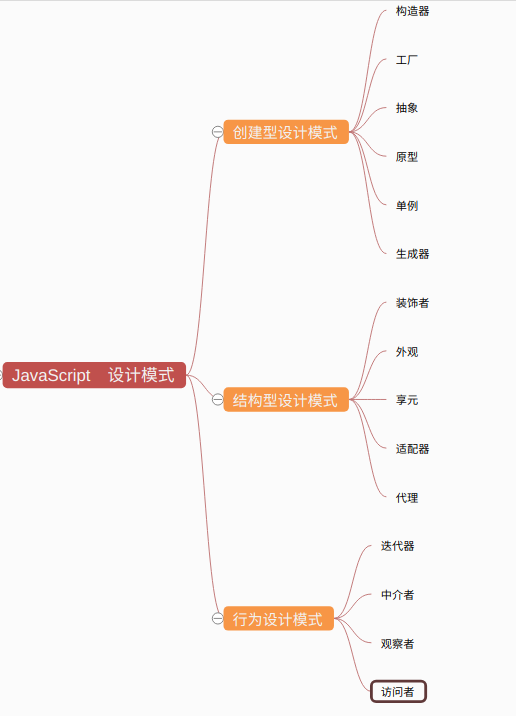 JavaScript 设计模式
创建型设计模式
构造器
工厂
抽象
原型
单例
生成器
结构型设计模式
装饰者
外观
享元
适配器
代理
行为设计模式
迭代器
中介者
观察者
访问者